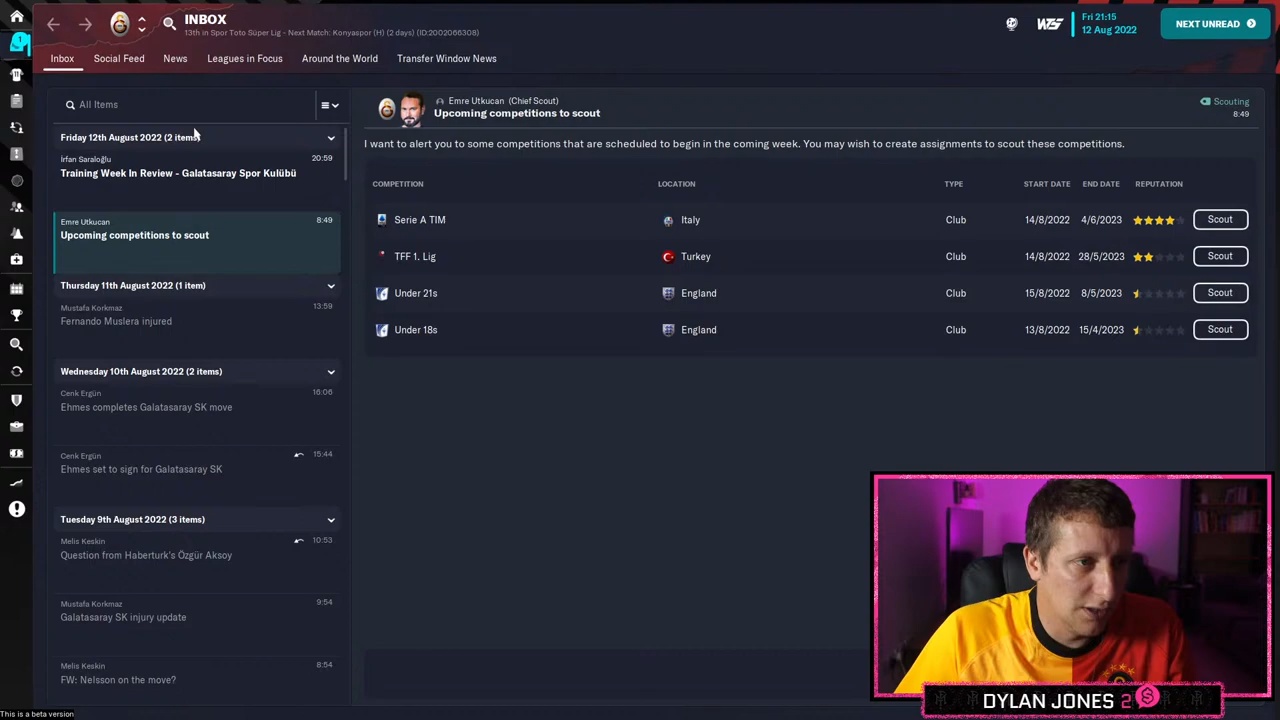 INBOX
13th in Spor Toto Süper Lig - Next Match: Konyaspor (H) (2 days) (ID:2002066308)
Fri 21:15
12 Aug 2022
NEXT UNREAD
1
Inbox Social Feed News Leagues in Focus Around the World Transfer Window News
All Items
Friday 12th August 2022 (2 items)
İrfan Saraloğlu 20:59
Training Week In Review - Galatasaray Spor Kulübü
Emre Utkucan 8:49
Upcoming competitions to scout
Thursday 11th August 2022 (1 item)
Mustafa Korkmaz 13:59
Fernando Muslera injured
Wednesday 10th August 2022 (2 items)
Cenk Ergün 16:06
Ehmes completes Galatasaray SK move
Cenk Ergün 15:44
Ehmes set to sign for Galatasaray SK
Tuesday 9th August 2022 (3 items)
Melis Keskin 10:53
Question from Haberturk's Özgür Aksoy
Mustafa Korkmaz 9:54
Galatasaray SK injury update
Melis Keskin 8:54
FW: Nelsson on the move?
Emre Utkucan (Chief Scout)
Upcoming competitions to scout
Scouting
8:49
I want to alert you to some competitions that are scheduled to begin in the coming week. You may wish to create assignments to scout these competitions.
COMPETITION LOCATION TYPE START DATE END DATE REPUTATION
Serie A TIM Italy Club 14/8/2022 4/6/2023 Scout
TFF 1. Lig Turkey Club 14/8/2022 28/5/2023 Scout
Under 21s England Club 15/8/2022 8/5/2023 Scout
Under 18s England Club 13/8/2022 15/4/2023 Scout
DYLAN JONES 2
This is a beta version